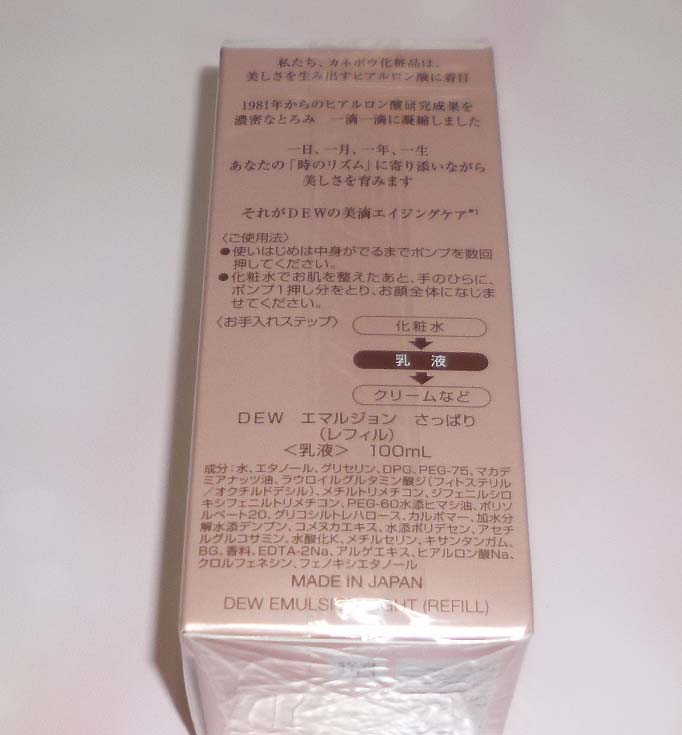 私たち、カネボウ化粧品は、
美しさを生み出すヒアルロン酸に着目
1981年からのヒアルロン酸研究成果を
濃密なとろみ 一滴一滴に凝縮しました
一日、一月、一年、一生
あなたの「時のリズム」に寄り添いながら
美しさを育みます
それがDEWの美滴エイジングケア*1
〈ご使用法〉
●使いはじめは中身がでるまでポンプを数回
押してください。
●化粧水でお肌を整えたあと、手のひらに、
ポンプ1押し分をとり、お顔全体になじま
せてください。
〈お手入れステップ〉 化粧水
乳 液
クリームなど
DEW エマルジョン さっぱり
(レフィル)
<乳液> 100mL
成分:水、エタノール、グリセリン、DPG、PEG-75、マカデ
ミアナッツ油、ラウロイルグルタミン酸ジ(フィトステリル
/オクチルドデシル)、メチルトリメチコン、ジフェニルシロ
キシフェニルトリメチコン、PEG-60水添ヒマシ油、ポリソ
ルベート20、グリコシルトレハロース、カルボマー、加水分
解水添デンプン、コメヌカエキス、水添ポリデセン、アセチ
ルグルコサミン、水酸化K、メチルセリン、キサンタンガム、
BG、香料、EDTA-2Na、アルゲエキス、ヒアルロン酸Na、
クロルフェネシン、フェノキシエタノール
MADE IN JAPAN
DEW (REFILL)